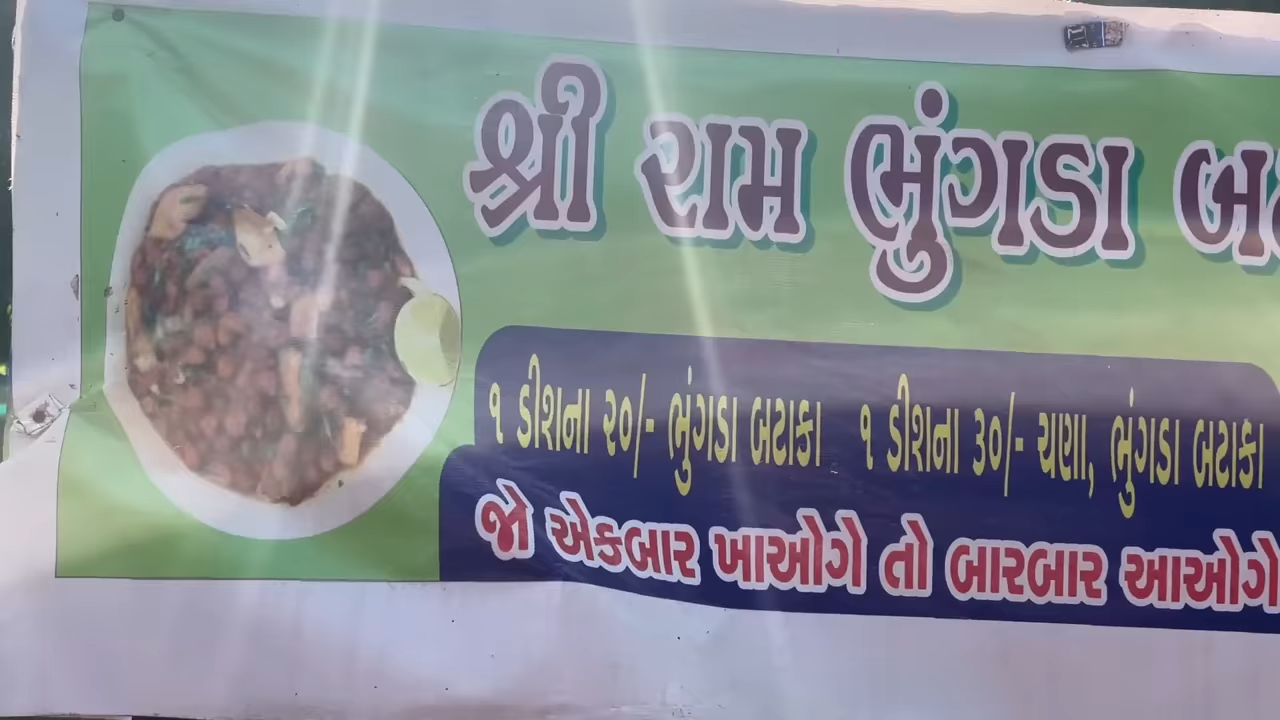 શ્રી રામ ભુંગડા
૧ ડીશના ૨૦/- ભુંગડા બટાકા ૧ ડીશના ૩૦/- ચણા, ભુંગડા બટાકા
જો એકબાર ખાઓગે તો બારબાર આઓગે